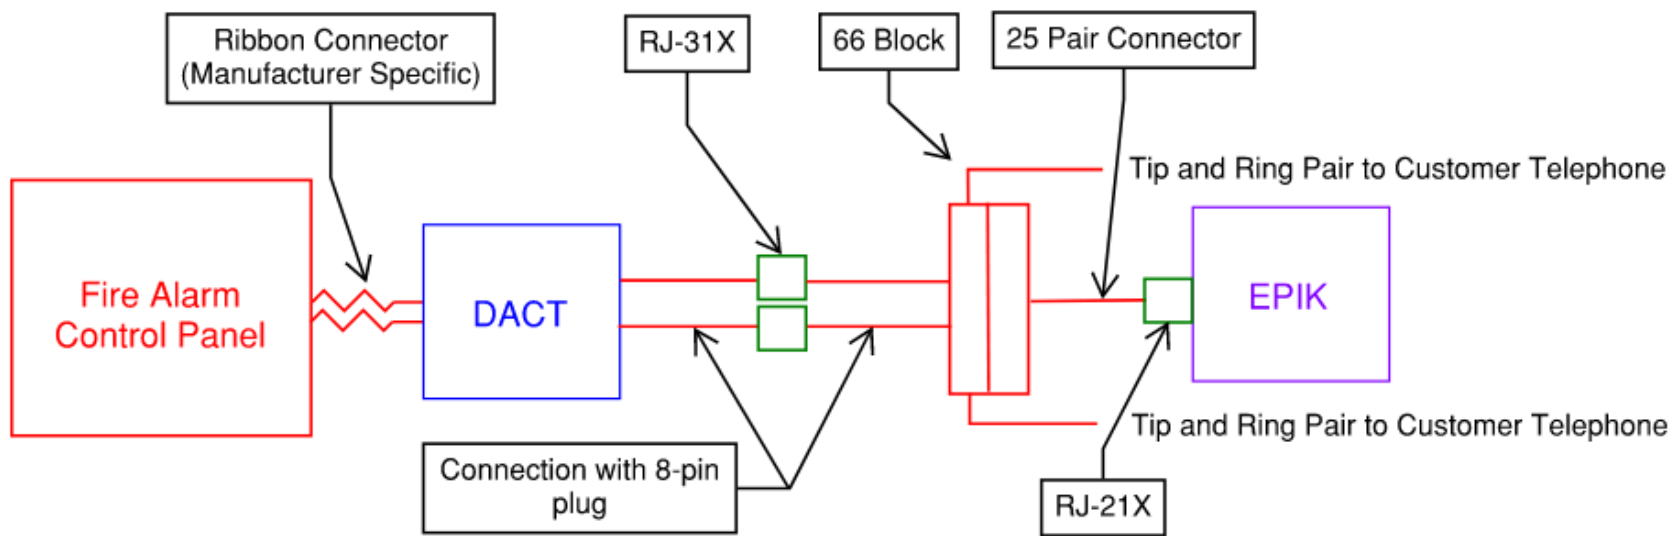 Ribbon Connector
(Manufacturer Specific)
RJ-31X
66 Block
25 Pair Connector
Tip and Ring Pair to Customer Telephone
Fire Alarm
Control Panel
DACT
EPIK
Tip and Ring Pair to Customer Telephone
Connection with 8-pin
plug
RJ-21X